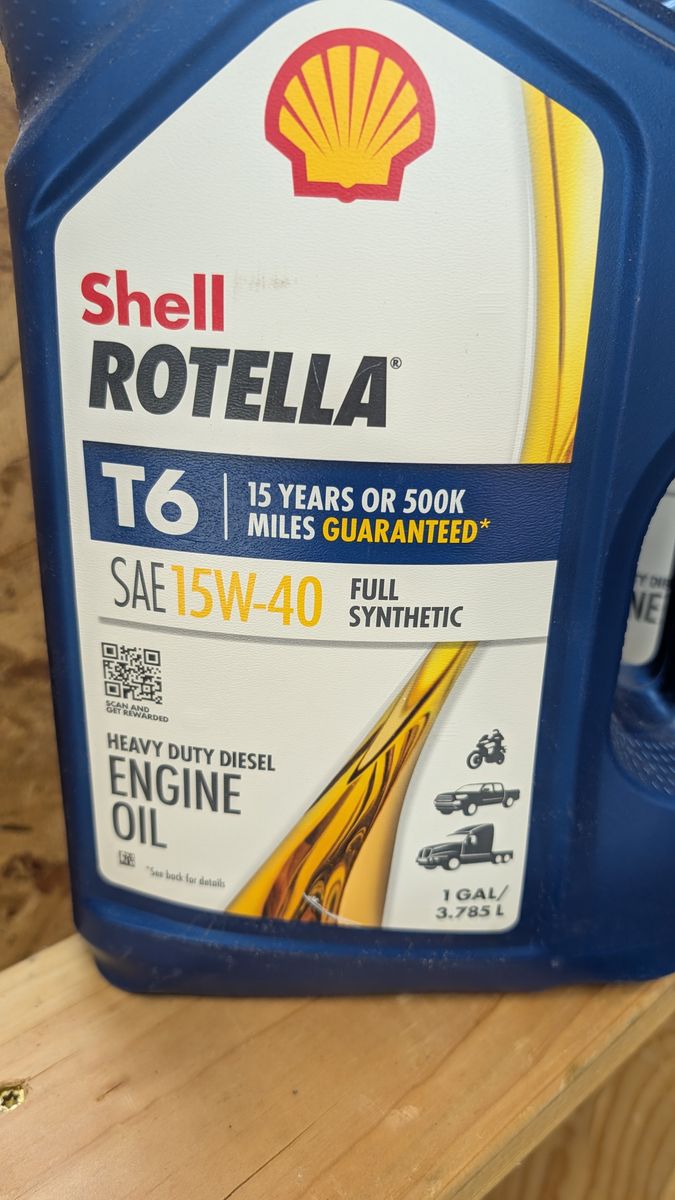 Shell
ROTELLA®
T6
15 YEARS OR 500K
MILES GUARANTEED*
SAE 15W-40
FULL
SYNTHETIC
SCAN AND
GET REWARDED
HEAVY DUTY DIESEL
ENGINE
OIL
*See back for details
1 GAL/
3.785 L